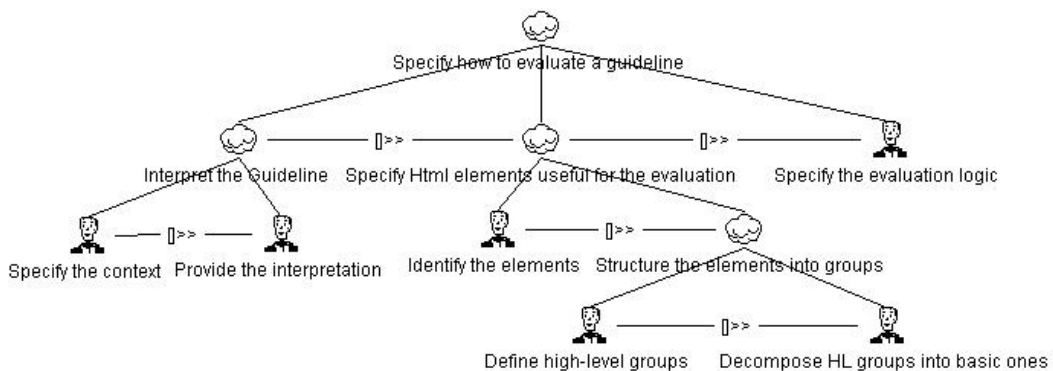 Specify how to evaluate a guideline
[]>>
[]>>
Interpret the Guideline
Specify Html elements useful for the evaluation
Specify the evaluation logic
[]>>
[]>>
Specify the context
Provide the interpretation
Identify the elements
Structure the elements into groups
[]>>
Define high-level groups
Decompose HL groups into basic ones